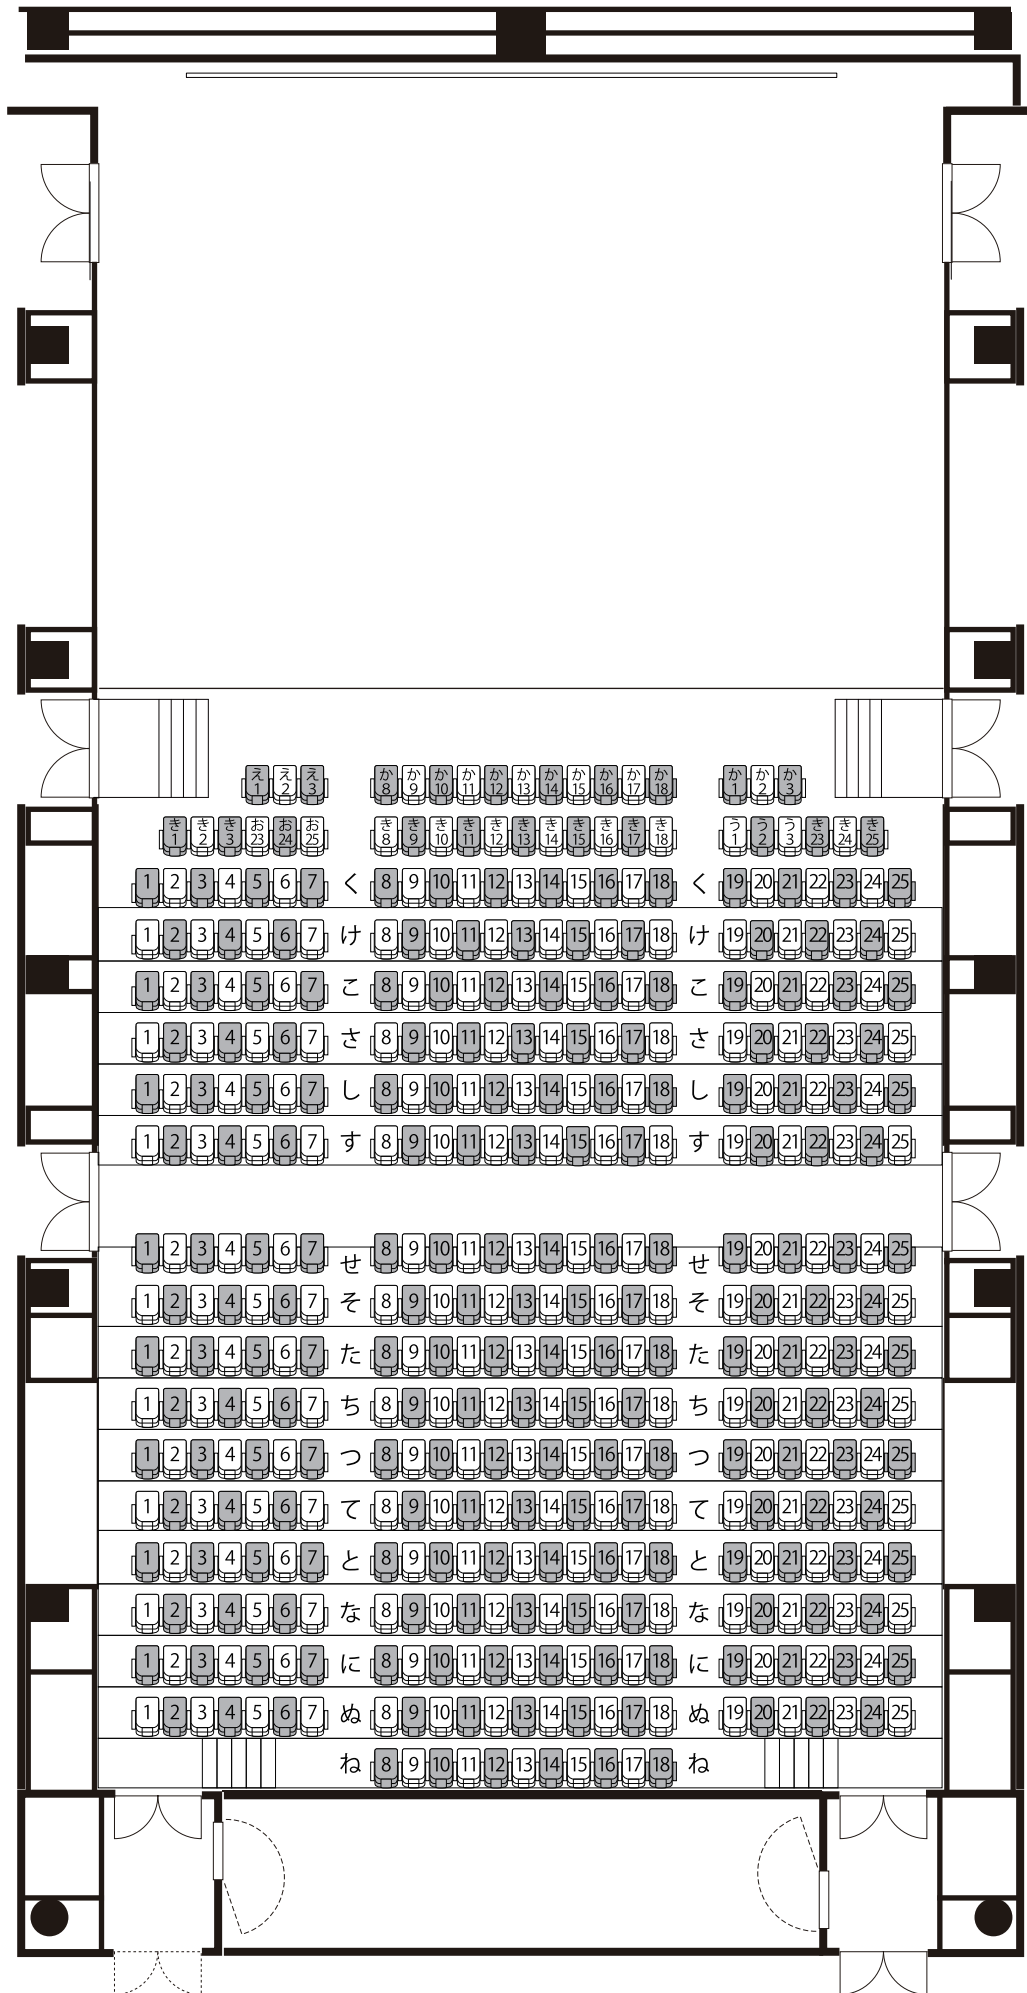 え1 え2 え3 か8 か9 か10 か11 か12 か13 か14 か15 か16 か17 か18 か1 か2 か3
き1 き2 き3 お23 お24 お25 き8 き9 き10 き11 き12 き13 き14 き15 き16 き17 き18 う1 う2 う3 き23 き24 き25
1 2 3 4 5 6 7 く 8 9 10 11 12 13 14 15 16 17 18 く 19 20 21 22 23 24 25
1 2 3 4 5 6 7 け 8 9 10 11 12 13 14 15 16 17 18 け 19 20 21 22 23 24 25
1 2 3 4 5 6 7 こ 8 9 10 11 12 13 14 15 16 17 18 こ 19 20 21 22 23 24 25
1 2 3 4 5 6 7 さ 8 9 10 11 12 13 14 15 16 17 18 さ 19 20 21 22 23 24 25
1 2 3 4 5 6 7 し 8 9 10 11 12 13 14 15 16 17 18 し 19 20 21 22 23 24 25
1 2 3 4 5 6 7 す 8 9 10 11 12 13 14 15 16 17 18 す 19 20 21 22 23 24 25
1 2 3 4 5 6 7 せ 8 9 10 11 12 13 14 15 16 17 18 せ 19 20 21 22 23 24 25
1 2 3 4 5 6 7 そ 8 9 10 11 12 13 14 15 16 17 18 そ 19 20 21 22 23 24 25
1 2 3 4 5 6 7 た 8 9 10 11 12 13 14 15 16 17 18 た 19 20 21 22 23 24 25
1 2 3 4 5 6 7 ち 8 9 10 11 12 13 14 15 16 17 18 ち 19 20 21 22 23 24 25
1 2 3 4 5 6 7 つ 8 9 10 11 12 13 14 15 16 17 18 つ 19 20 21 22 23 24 25
1 2 3 4 5 6 7 て 8 9 10 11 12 13 14 15 16 17 18 て 19 20 21 22 23 24 25
1 2 3 4 5 6 7 と 8 9 10 11 12 13 14 15 16 17 18 と 19 20 21 22 23 24 25
1 2 3 4 5 6 7 な 8 9 10 11 12 13 14 15 16 17 18 な 19 20 21 22 23 24 25
1 2 3 4 5 6 7 に 8 9 10 11 12 13 14 15 16 17 18 に 19 20 21 22 23 24 25
1 2 3 4 5 6 7 ぬ 8 9 10 11 12 13 14 15 16 17 18 ぬ 19 20 21 22 23 24 25
ね 8 9 10 11 12 13 14 15 16 17 18 ね